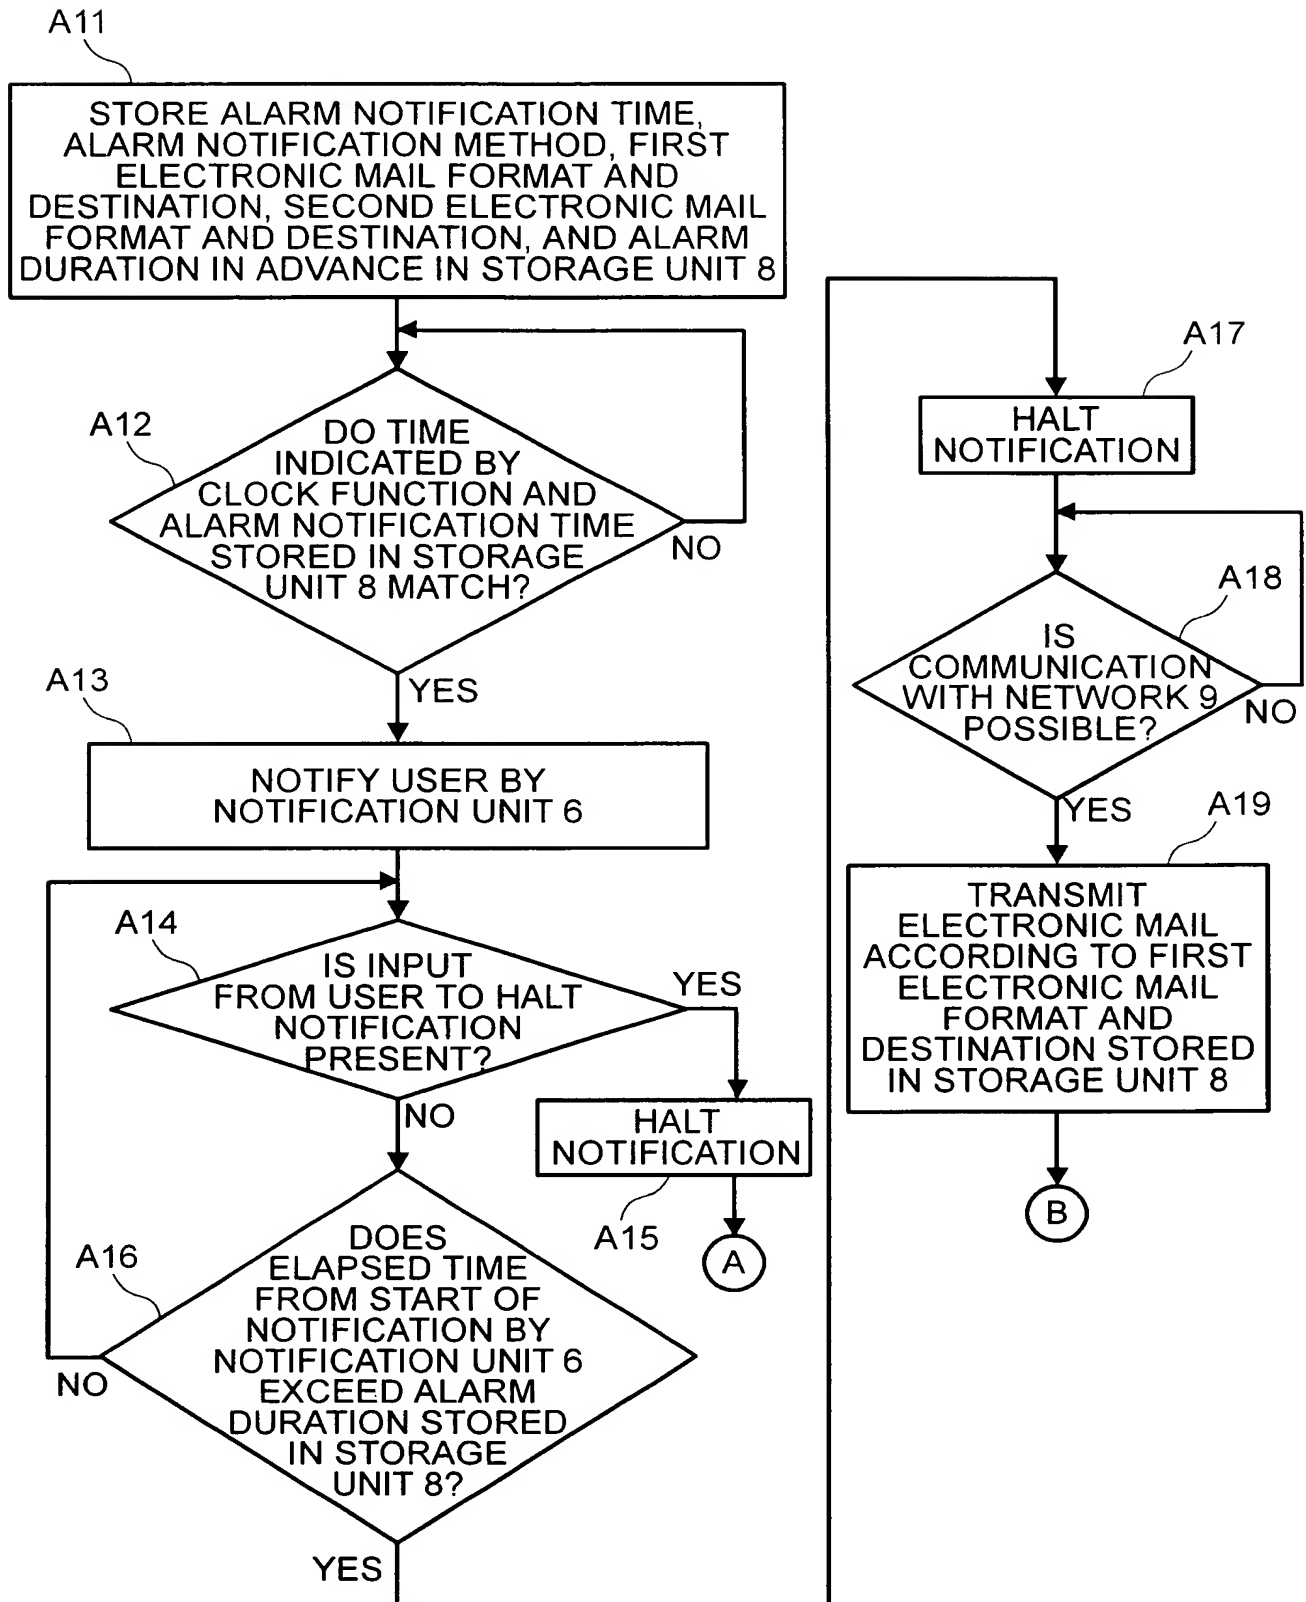 A11
STORE ALARM NOTIFICATION TIME,
ALARM NOTIFICATION METHOD, FIRST
ELECTRONIC MAIL FORMAT AND
DESTINATION, SECOND ELECTRONIC MAIL
FORMAT AND DESTINATION, AND ALARM
DURATION IN ADVANCE IN STORAGE UNIT 8
A12
DO TIME
INDICATED BY
CLOCK FUNCTION AND
ALARM NOTIFICATION TIME
STORED IN STORAGE
UNIT 8 MATCH?
NO
YES
A13
NOTIFY USER BY
NOTIFICATION UNIT 6
A14
IS INPUT
FROM USER TO HALT
NOTIFICATION
PRESENT?
YES
NO
HALT
NOTIFICATION
A15
A
A16
DOES
ELAPSED TIME
FROM START OF
NOTIFICATION BY
NOTIFICATION UNIT 6
EXCEED ALARM
DURATION STORED
IN STORAGE
UNIT 8?
NO
YES
A17
HALT
NOTIFICATION
A18
IS
COMMUNICATION
WITH NETWORK 9
POSSIBLE?
NO
YES
A19
TRANSMIT
ELECTRONIC MAIL
ACCORDING TO FIRST
ELECTRONIC MAIL
FORMAT AND
DESTINATION STORED
IN STORAGE UNIT 8
B